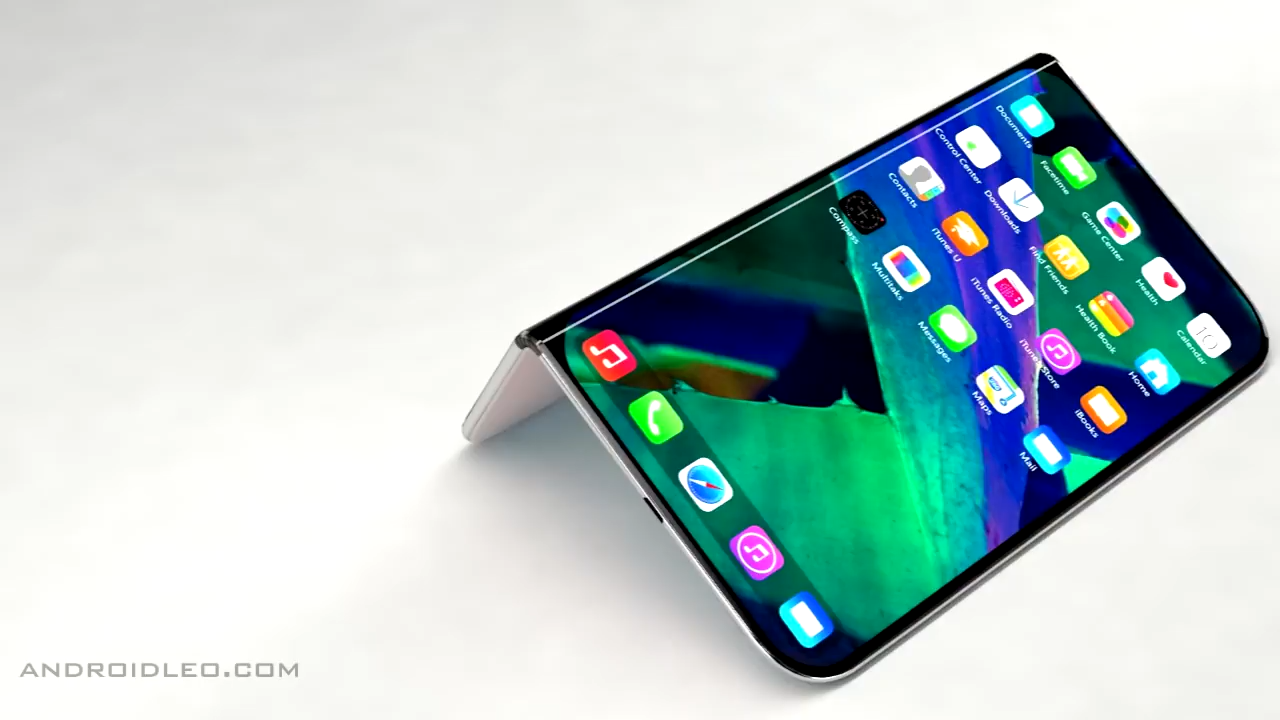 Documents
Control Center
Facetime
Contacts
Downloads
Game Center
Compass
iTunes U
Find Friends
Health
Multitaks
iTunes Radio
Health Book
Calendar
10
Messages
iTunes Store
Home
Maps
iBooks
Mail
ANDROIDLEO.COM